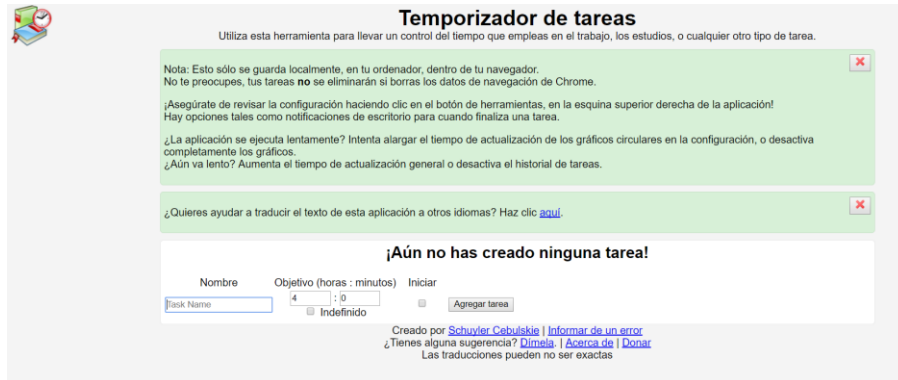 Temporizador de tareas
Utiliza esta herramienta para llevar un control del tiempo que empleas en el trabajo, los estudios, o cualquier otro tipo de tarea.
Nota: Esto sólo se guarda localmente, en tu ordenador, dentro de tu navegador.
No te preocupes, tus tareas no se eliminarán si borras los datos de navegación de Chrome.
¡Asegúrate de revisar la configuración haciendo clic en el botón de herramientas, en la esquina superior derecha de la aplicación!
Hay opciones tales como notificaciones de escritorio para cuando finaliza una tarea.
¿La aplicación se ejecuta lentamente? Intenta alargar el tiempo de actualización de los gráficos circulares en la configuración, o desactiva
completamente los gráficos.
¿Aún va lento? Aumenta el tiempo de actualización general o desactiva el historial de tareas.
¿Quieres ayudar a traducir el texto de esta aplicación a otros idiomas? Haz clic aquí.
¡Aún no has creado ninguna tarea!
Nombre Objetivo (horas : minutos) Iniciar
Task Name 4 : 0 Agregar tarea
Indefinido
Creado por Schuyler Cebulskie | Informar de un error
¿Tienes alguna sugerencia? Dímela. | Acerca de | Donar
Las traducciones pueden no ser exactas